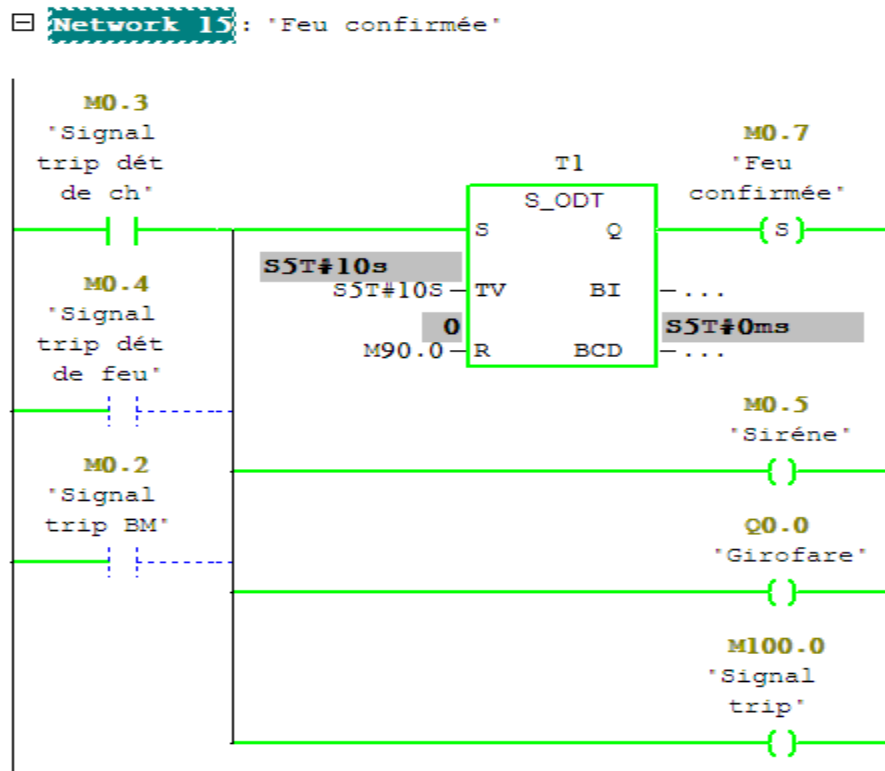 Network 15: "Feu confirmée"
M0.3
"Signal
trip dét
de ch"
M0.7
"Feu
confirmée"
T1
S_ODT
S
Q
S
S5T#10s
S5T#10S
TV
BI
...
0
S5T#0ms
M90.0
R
BCD
...
M0.4
"Signal
trip dét
de feu"
M0.5
"Siréne"
M0.2
"Signal
trip BM"
Q0.0
"Girofare"
M100.0
"Signal
trip"